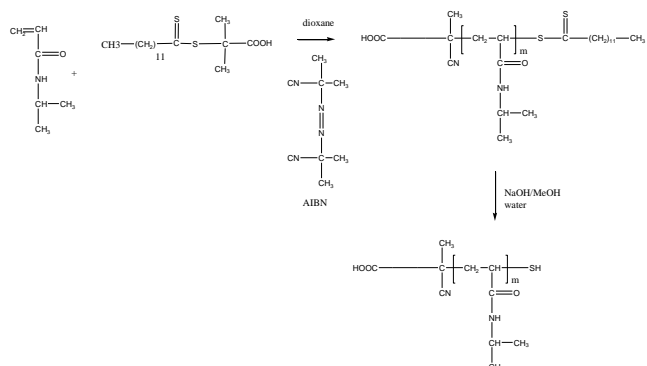 CH
CH₂
C O
NH
CH—CH₃
CH₃
+
S CH₃
CH3—(CH₂) C S C COOH
11
CH₃
dioxane
CH₃
CN C—CH₃
N
N
CN C—CH₃
CH₃
AIBN
CH₃ S
HOOC C CH₂ CH S C (CH₂)₁₁ CH₃
m
CN C O
NH
CH—CH₃
CH₃
NaOH/MeOH
water
CH₃
HOOC C CH₂ CH SH
m
CN C O
NH
CH—CH₃